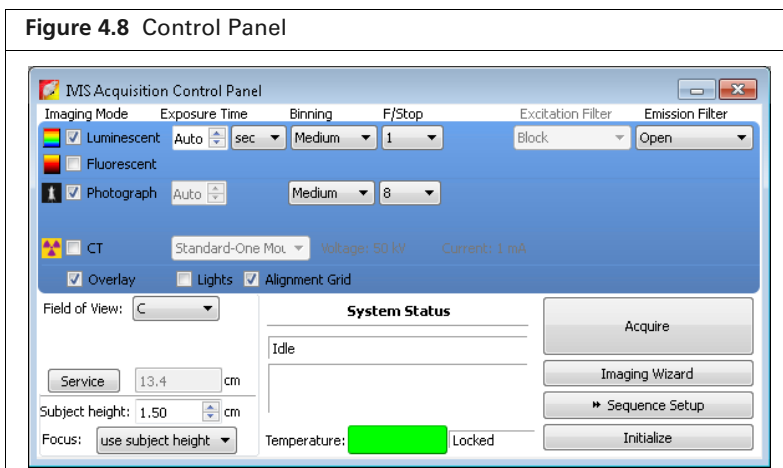 Figure 4.8 Control Panel
IVIS Acquisition Control Panel
Imaging Mode Exposure Time Binning F/Stop Excitation Filter Emission Filter
Luminescent Auto sec Medium 1 Block Open
Fluorescent
Photograph Auto Medium 8
CT Standard-One Mou Voltage: 50 kV Current: 1 mA
Overlay Lights Alignment Grid
Field of View: C
System Status
Acquire
Idle
Service 13.4 cm
Imaging Wizard
Subject height: 1.50 cm
Sequence Setup
Focus: use subject height
Temperature: Locked
Initialize